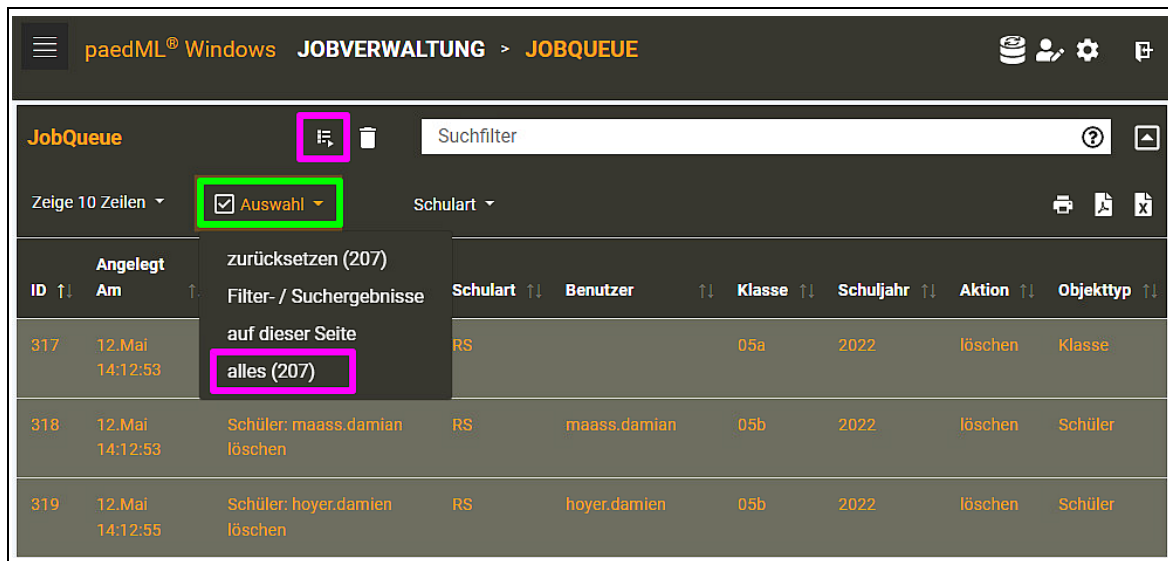 paedML® Windows JOBVERWALTUNG > JOBQUEUE
JobQueue Suchfilter
Zeige 10 Zeilen Auswahl Schulart
zurücksetzen (207)
Filter- / Suchergebnisse
auf dieser Seite
alles (207)
ID Angelegt Am Schulart Benutzer Klasse Schuljahr Aktion Objekttyp
317 12.Mai RS 05a 2022 löschen Klasse
14:12:53
318 12.Mai Schüler: maass.damian RS maass.damian 05b 2022 löschen Schüler
14:12:53 löschen
319 12.Mai Schüler: hoyer.damien RS hoyer.damien 05b 2022 löschen Schüler
14:12:55 löschen